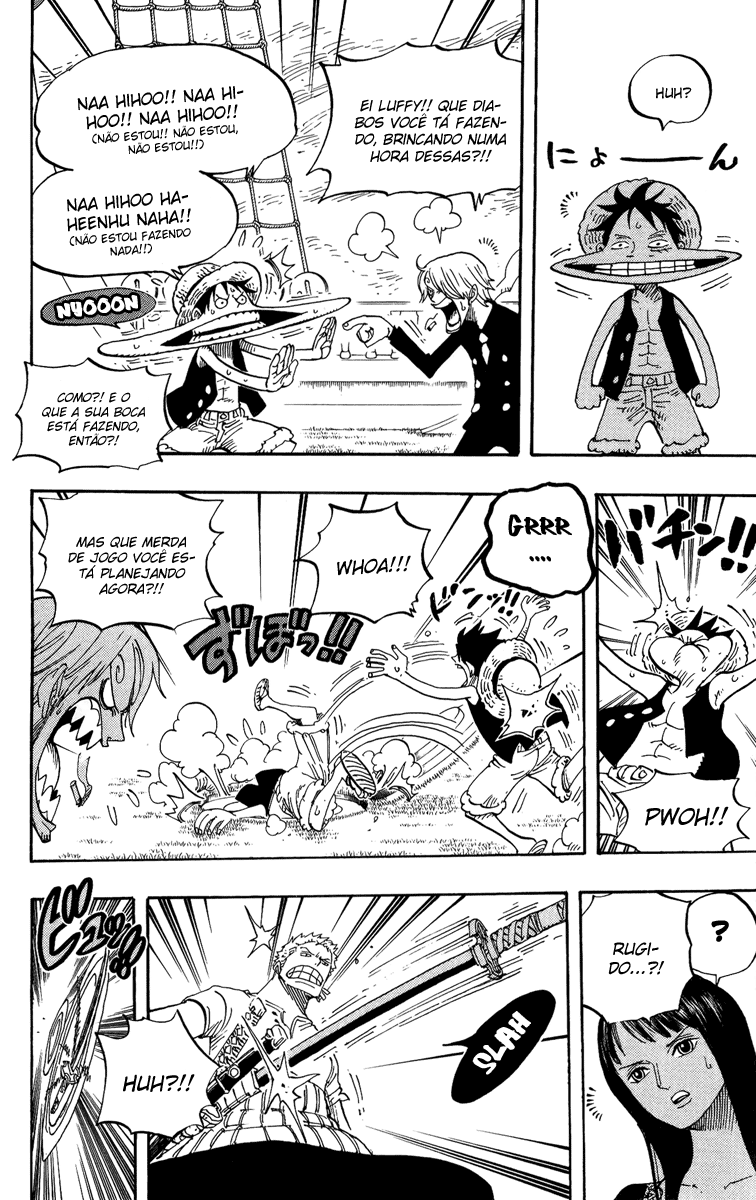 HUH?
にょーーん
EI LUFFY!! QUE DIA-
BOS VOCÊ TÁ FAZEN-
DO, BRINCANDO NUMA
HORA DESSAS?!!
NAA HIHOO!! NAA HI-
HOO!! NAA HIHOO!!
(NÃO ESTOU!! NÃO ESTOU,
NÃO ESTOU!!)
NAA HIHOO HA-
HEENHU NAHA!!
(NÃO ESTOU FAZENDO
NADA!!)
NYOOON
COMO?! E O
QUE A SUA BOCA
ESTÁ FAZENDO,
ENTÃO?!
バチン!!
PWOH!!
GRRR
....
ドンッ!!
WHOA!!!
ずぼっ!!
MAS QUE MERDA
DE JOGO VOCÊ ES-
TÁ PLANEJANDO
AGORA?!!
?
RUGI-
DO...?!
SLAH
HUH?!!